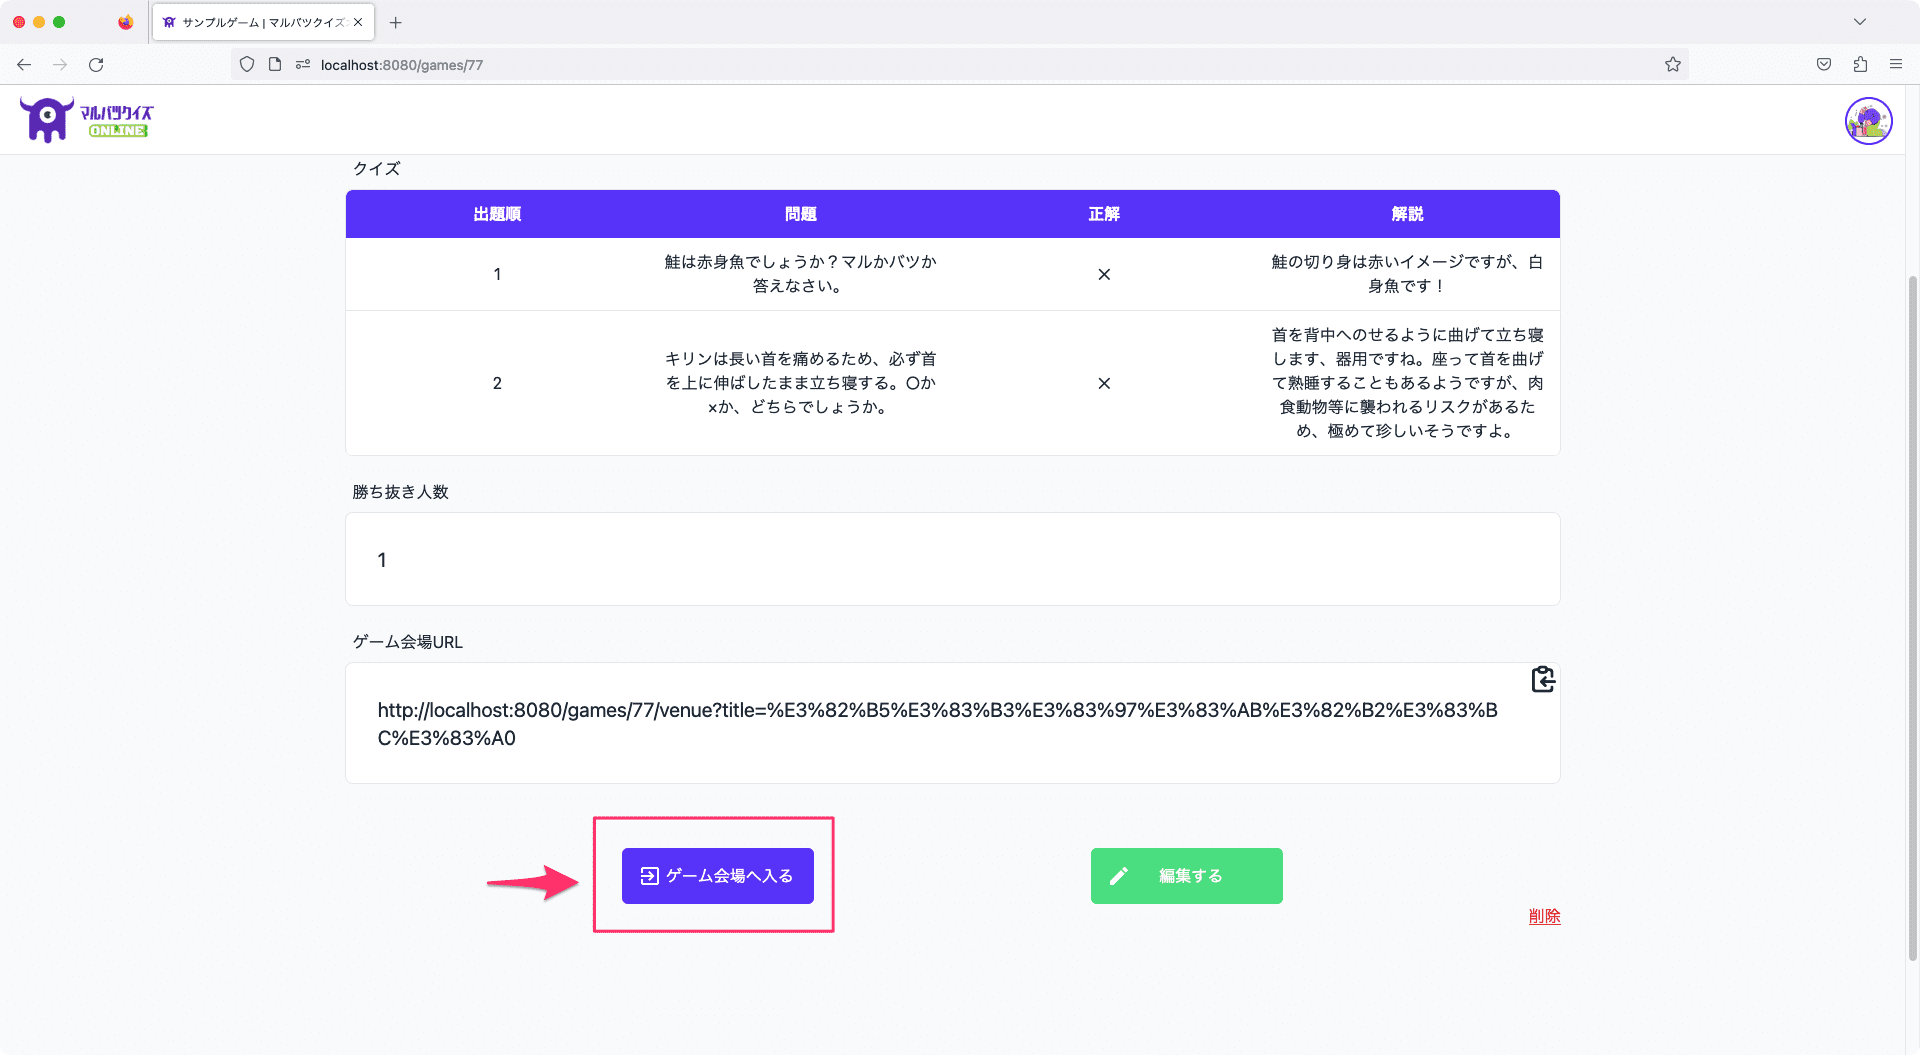 サンプルゲーム | マルバツクイズ
localhost:8080/games/77
マルバツクイズ
ONLINE
クイズ
出題順 問題 正解 解説
1
鮭は赤身魚でしょうか？マルかバツか
答えなさい。
×
鮭の切り身は赤いイメージですが、白
身魚です！
2
キリンは長い首を痛めるため、必ず首
を上に伸ばしたまま立ち寝する。〇か
×か、どちらでしょうか。
×
首を背中へのせるように曲げて立ち寝
します、器用ですね。座って首を曲げ
て熟睡することもあるようですが、肉
食動物等に襲われるリスクがあるた
め、極めて珍しいそうですよ。
勝ち抜き人数
1
ゲーム会場URL
http://localhost:8080/games/77/venue?title=%E3%82%B5%E3%83%B3%E3%83%97%E3%83%AB%E3%82%B2%E3%83%B
C%E3%83%A0
ゲーム会場へ入る
編集する
削除